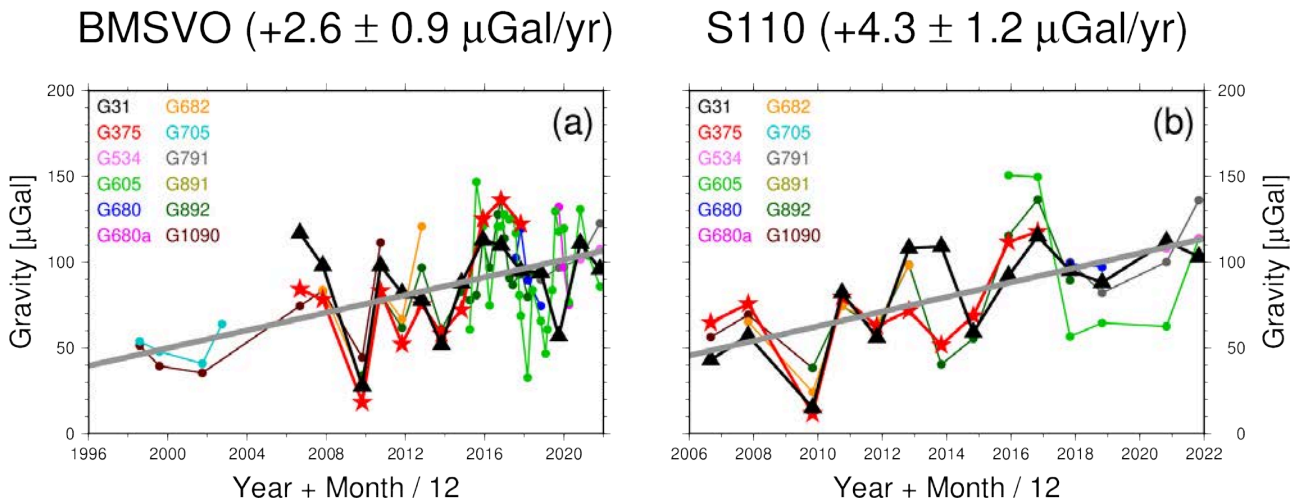 BMSVO (+2.6 ± 0.9 μGal/yr)
S110 (+4.3 ± 1.2 μGal/yr)
(a)
G31 G682
G375 G705
G534 G791
G605 G891
G680 G892
G680a G1090
Gravity [μGal]
200
150
100
50
0
1996 2000 2004 2008 2012 2016 2020
Year + Month / 12
(b)
G31 G682
G375 G705
G534 G791
G605 G891
G680 G892
G680a G1090
200
150
100
50
0
Gravity [μGal]
2006 2008 2010 2012 2014 2016 2018 2020 2022
Year + Month / 12